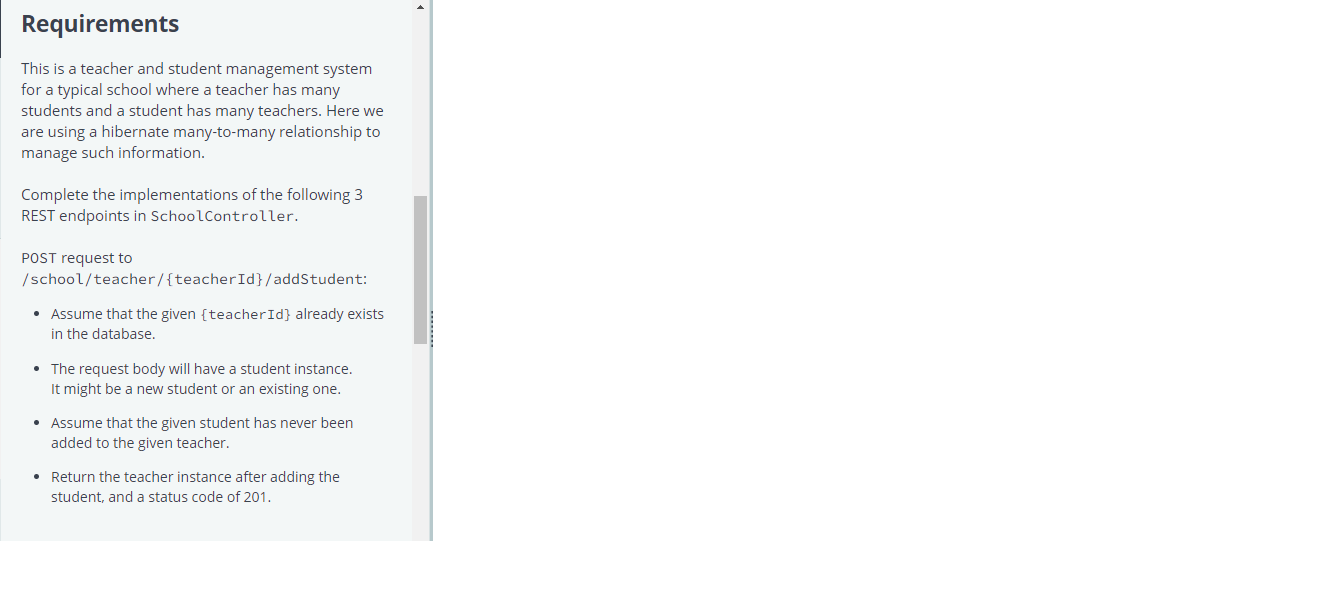 Requirements
This is a teacher and student management system
for a typical school where a teacher has many
students and a student has many teachers. Here we
are using a hibernate many-to-many relationship to
manage such information.
Complete the implementations of the following 3
REST endpoints in SchoolController.
POST request to
/school/teacher/{teacherId}/addStudent:
• Assume that the given {teacherId} already exists
in the database.
• The request body will have a student instance.
It might be a new student or an existing one.
• Assume that the given student has never been
added to the given teacher.
• Return the teacher instance after adding the
student, and a status code of 201.